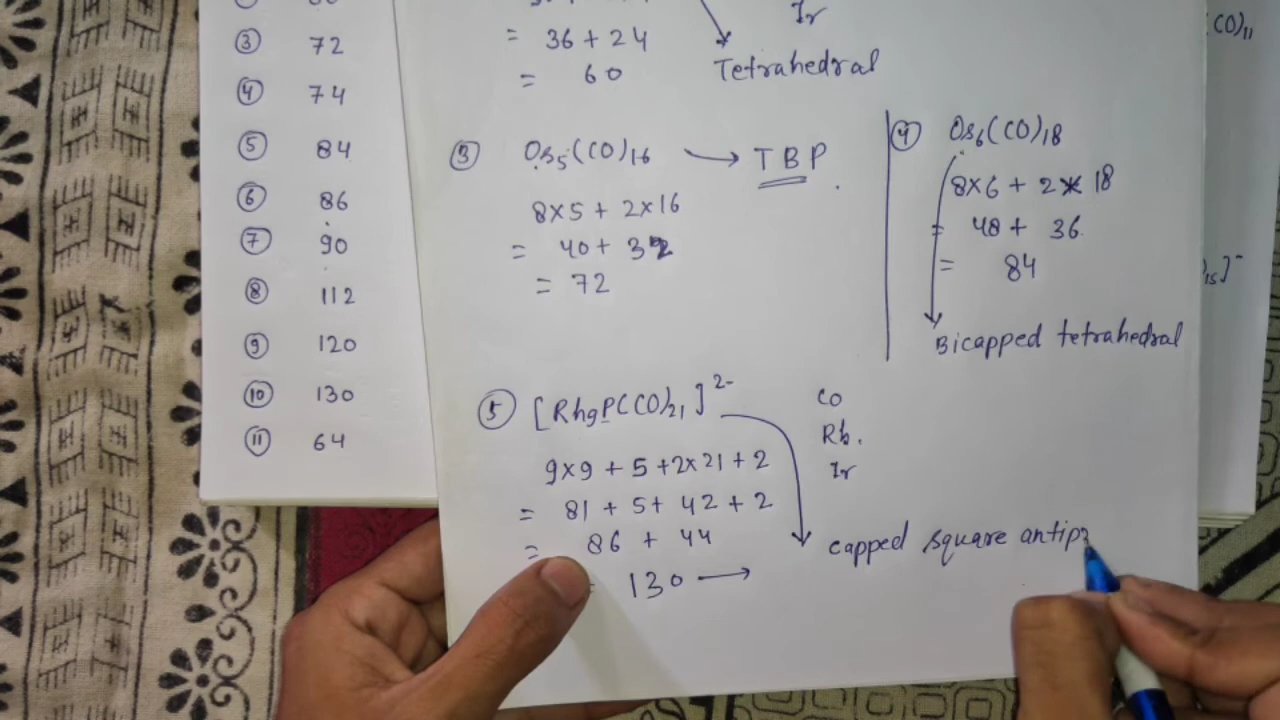 ③ 72
④ 74
⑤ 84
⑥ 86
⑦ 90
⑧ 112
⑨ 120
⑩ 130
⑪ 64
Ir
= 36 + 24
= 60
Tetrahedral
③ Os5(CO)16 → TBP.
8×5 + 2×16
= 40 + 32
= 72
④ Os6(CO)18
8×6 + 2×18
= 48 + 36
= 84
Bicapped tetrahedral
⑤ [Rh9P(CO)21]2-
9×9 + 5 + 2×21 + 2
= 81 + 5 + 42 + 2
= 86 + 44
= 130 →
Co
Rh.
Ir
capped square antip
(CO)11
)15]-